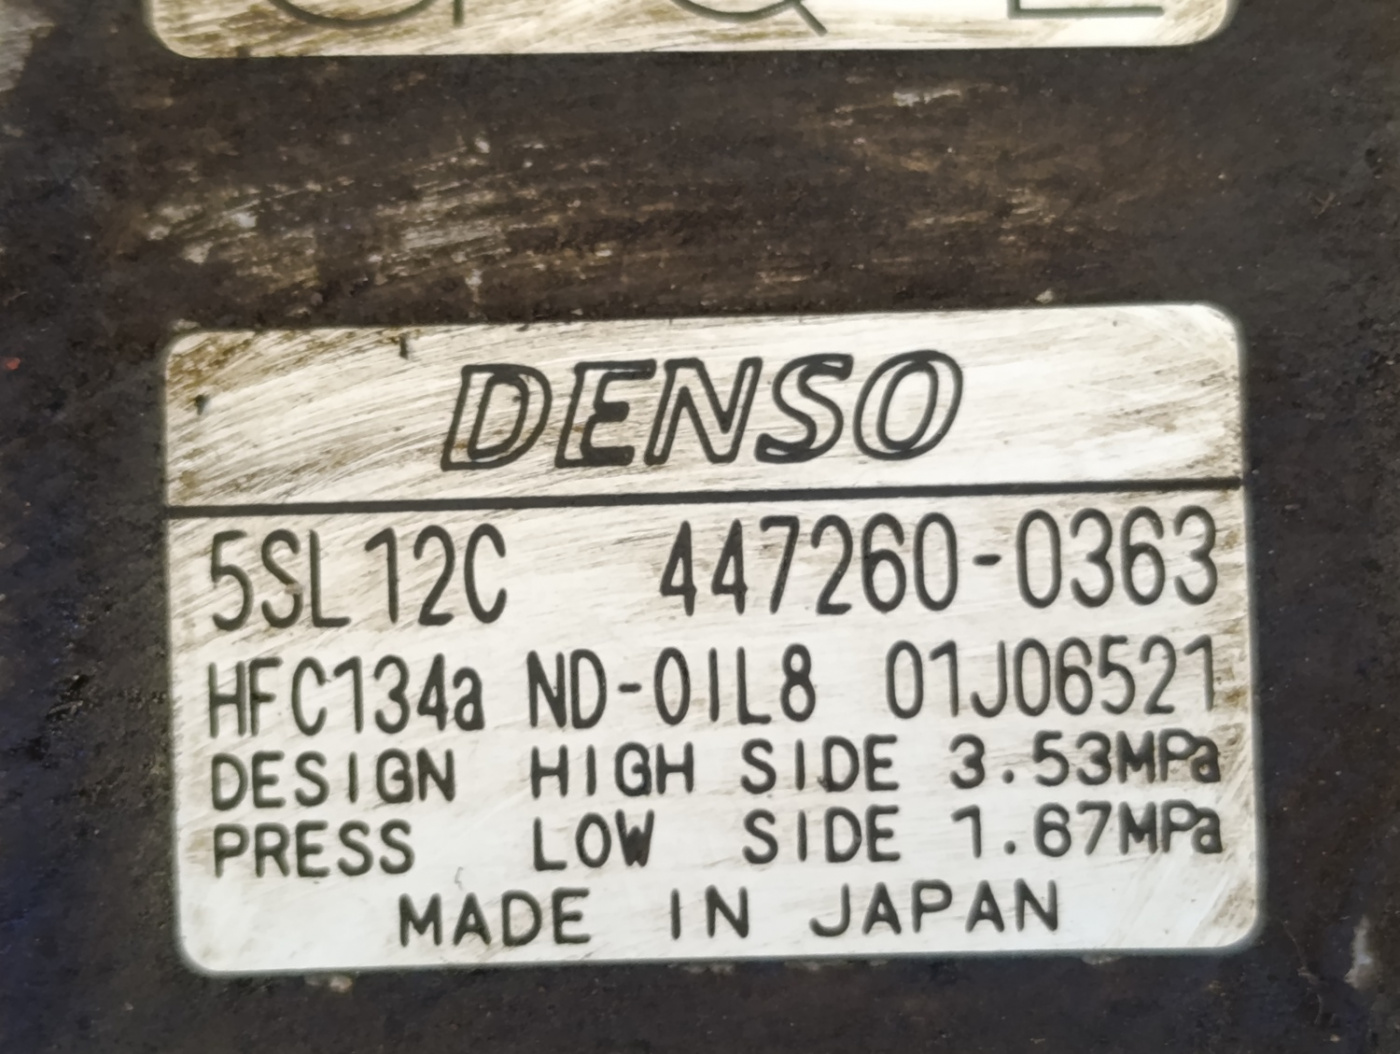 DENSO
5SL12C 447260-0363
HFC134a ND-OIL8 01J06521
DESIGN HIGH SIDE 3.53MPa
PRESS LOW SIDE 1.67MPa
MADE IN JAPAN